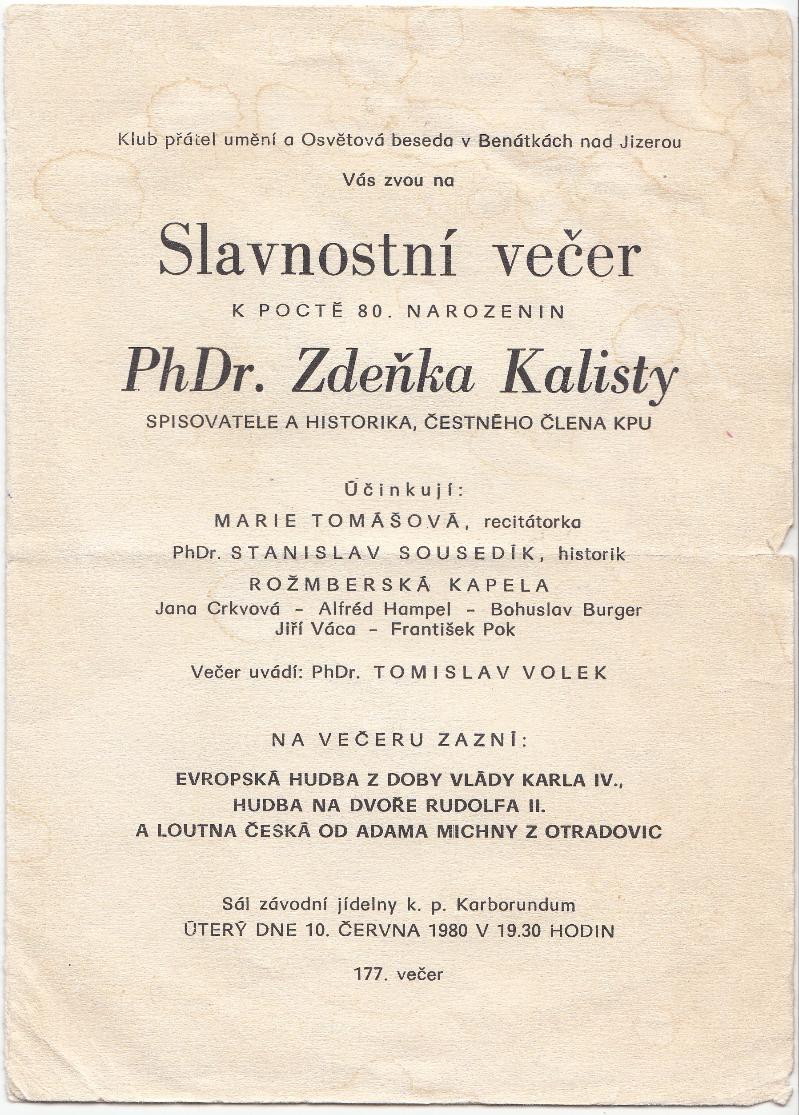 Klub přátel umění a Osvětová beseda v Benátkách nad Jizerou
Vás zvou na
Slavnostní večer
K POCTĚ 80. NAROZENIN
PhDr. Zdeňka Kalisty
SPISOVATELE A HISTORIKA, ČESTNÉHO ČLENA KPU
Účinkují:
MARIE TOMÁŠOVÁ, recitátorka
PhDr. STANISLAV SOUSEDÍK, historik
ROŽMBERSKÁ KAPELA
Jana Crkvová – Alfréd Hampel – Bohuslav Burger
Jiří Váca – František Pok
Večer uvádí: PhDr. TOMISLAV VOLEK
NA VEČERU ZAZNÍ:
EVROPSKÁ HUDBA Z DOBY VLÁDY KARLA IV.,
HUDBA NA DVOŘE RUDOLFA II.
A LOUTNA ČESKÁ OD ADAMA MICHNY Z OTRADOVIC
Sál závodní jídelny k. p. Karborundum
ÚTERÝ DNE 10. ČERVNA 1980 V 19.30 HODIN
177. večer